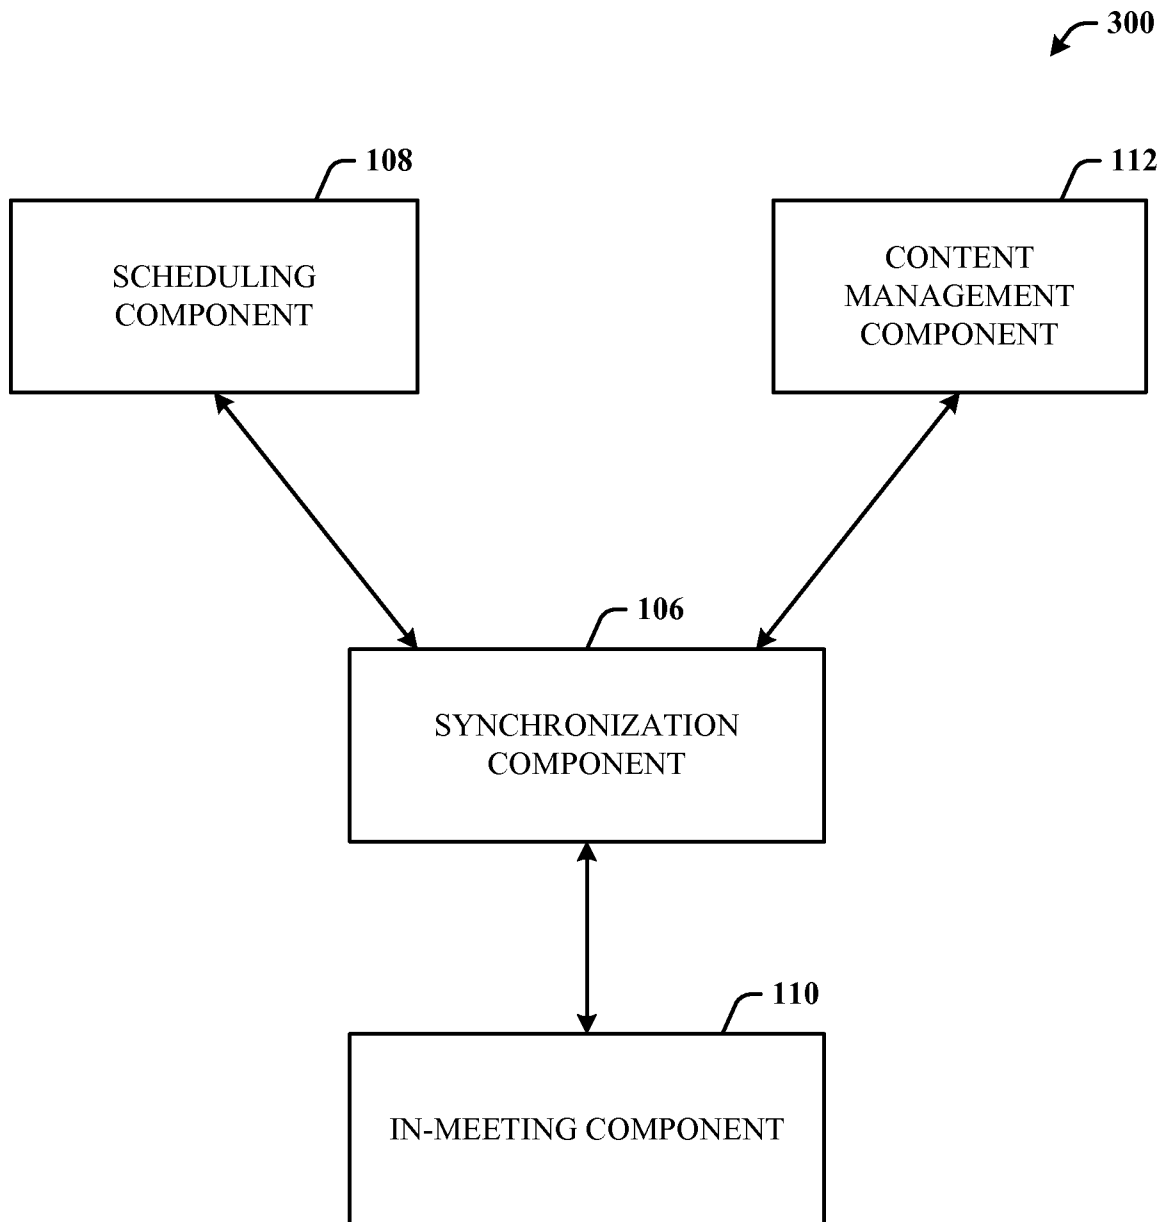 300
108
112
SCHEDULING
COMPONENT
CONTENT
MANAGEMENT
COMPONENT
106
SYNCHRONIZATION
COMPONENT
110
IN-MEETING COMPONENT